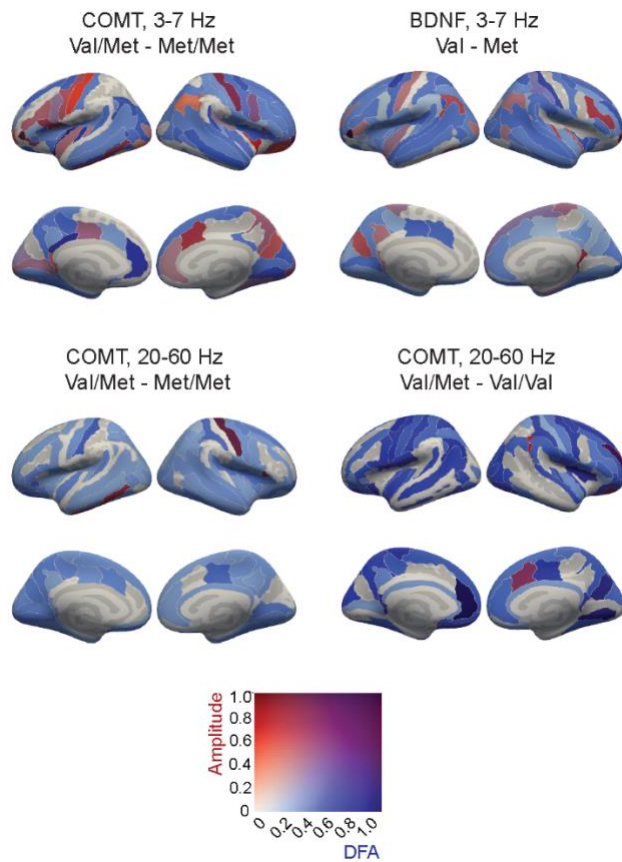 COMT, 3-7 Hz
Val/Met - Met/Met
BDNF, 3-7 Hz
Val - Met
COMT, 20-60 Hz
Val/Met - Met/Met
COMT, 20-60 Hz
Val/Met - Val/Val
Amplitude
1.0
0.8
0.6
0.4
0.2
0
0 0.2 0.4 0.6 0.8 1.0
DFA